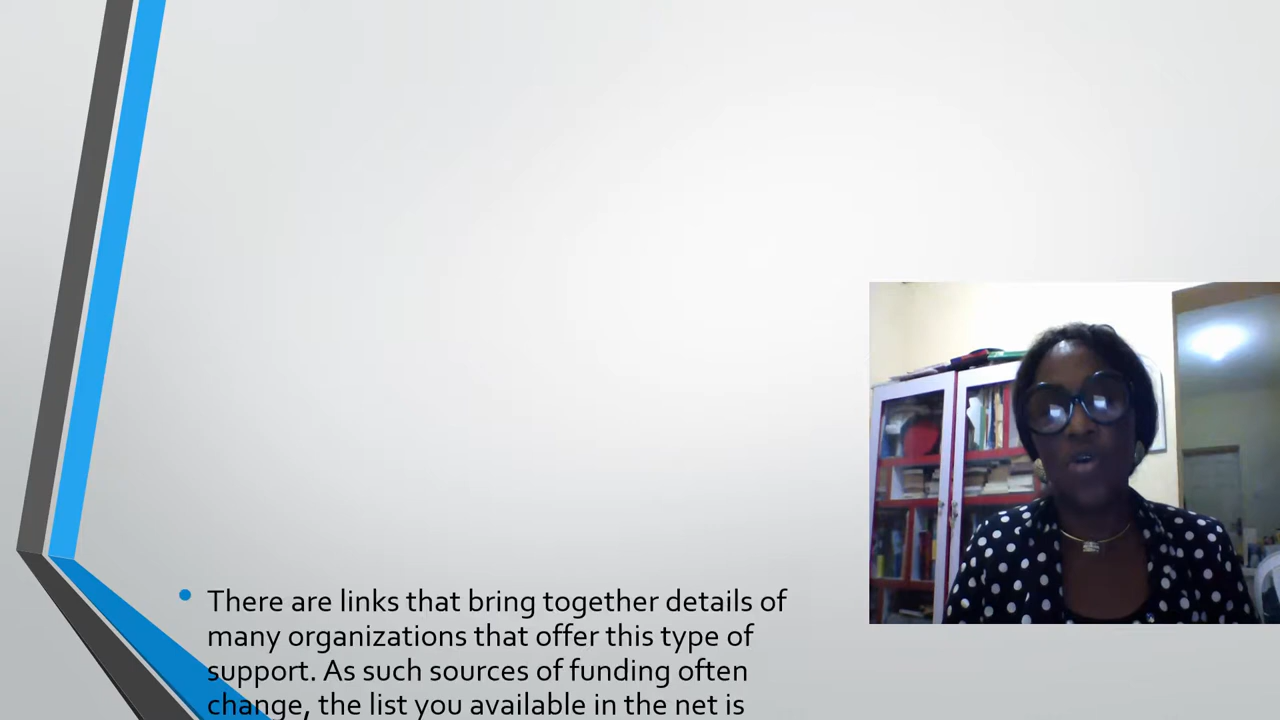 There are links that bring together details of
many organizations that offer this type of
support. As such sources of funding often
change, the list you available in the net is